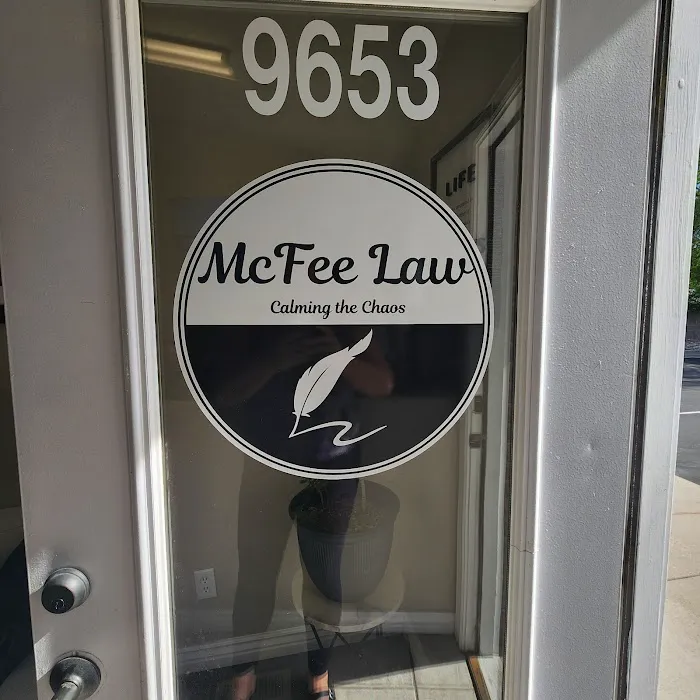 9653
LIFE
McFee Law
Calming the Chaos